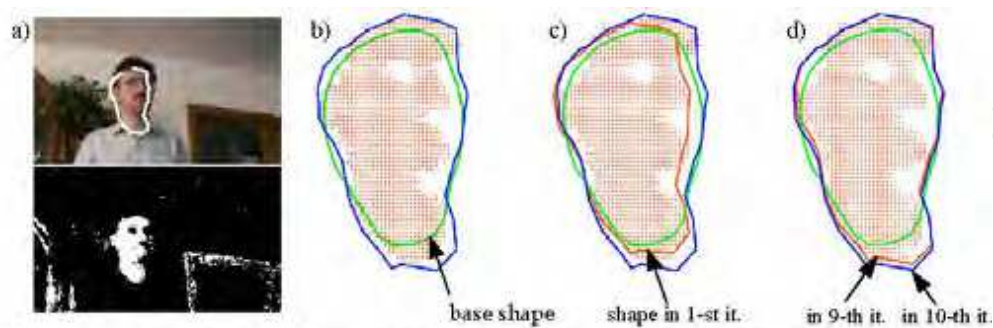 a)
b)
c)
d)
base shape
shape in 1-st it.
in 9-th it.
in 10-th it.